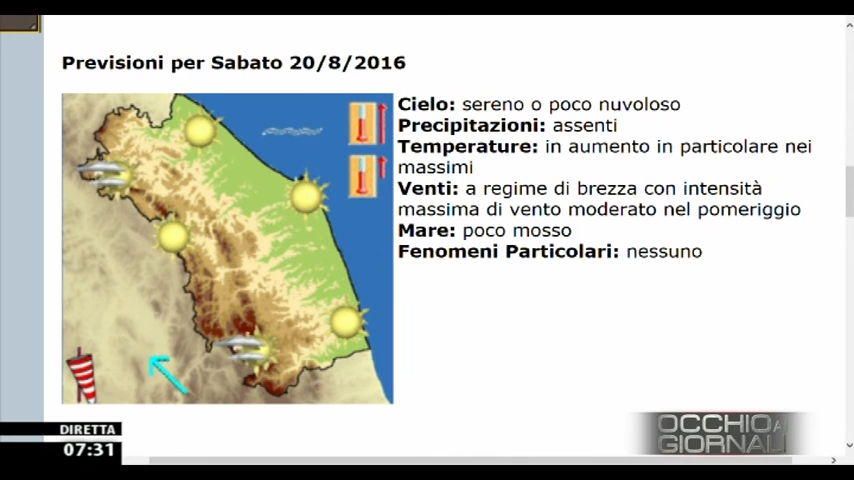 Previsioni per Sabato 20/8/2016
Cielo: sereno o poco nuvoloso
Precipitazioni: assenti
Temperature: in aumento in particolare nei
massimi
Venti: a regime di brezza con intensità
massima di vento moderato nel pomeriggio
Mare: poco mosso
Fenomeni Particolari: nessuno
DIRETTA
07:31
OCCHIO AI
GIORNALI